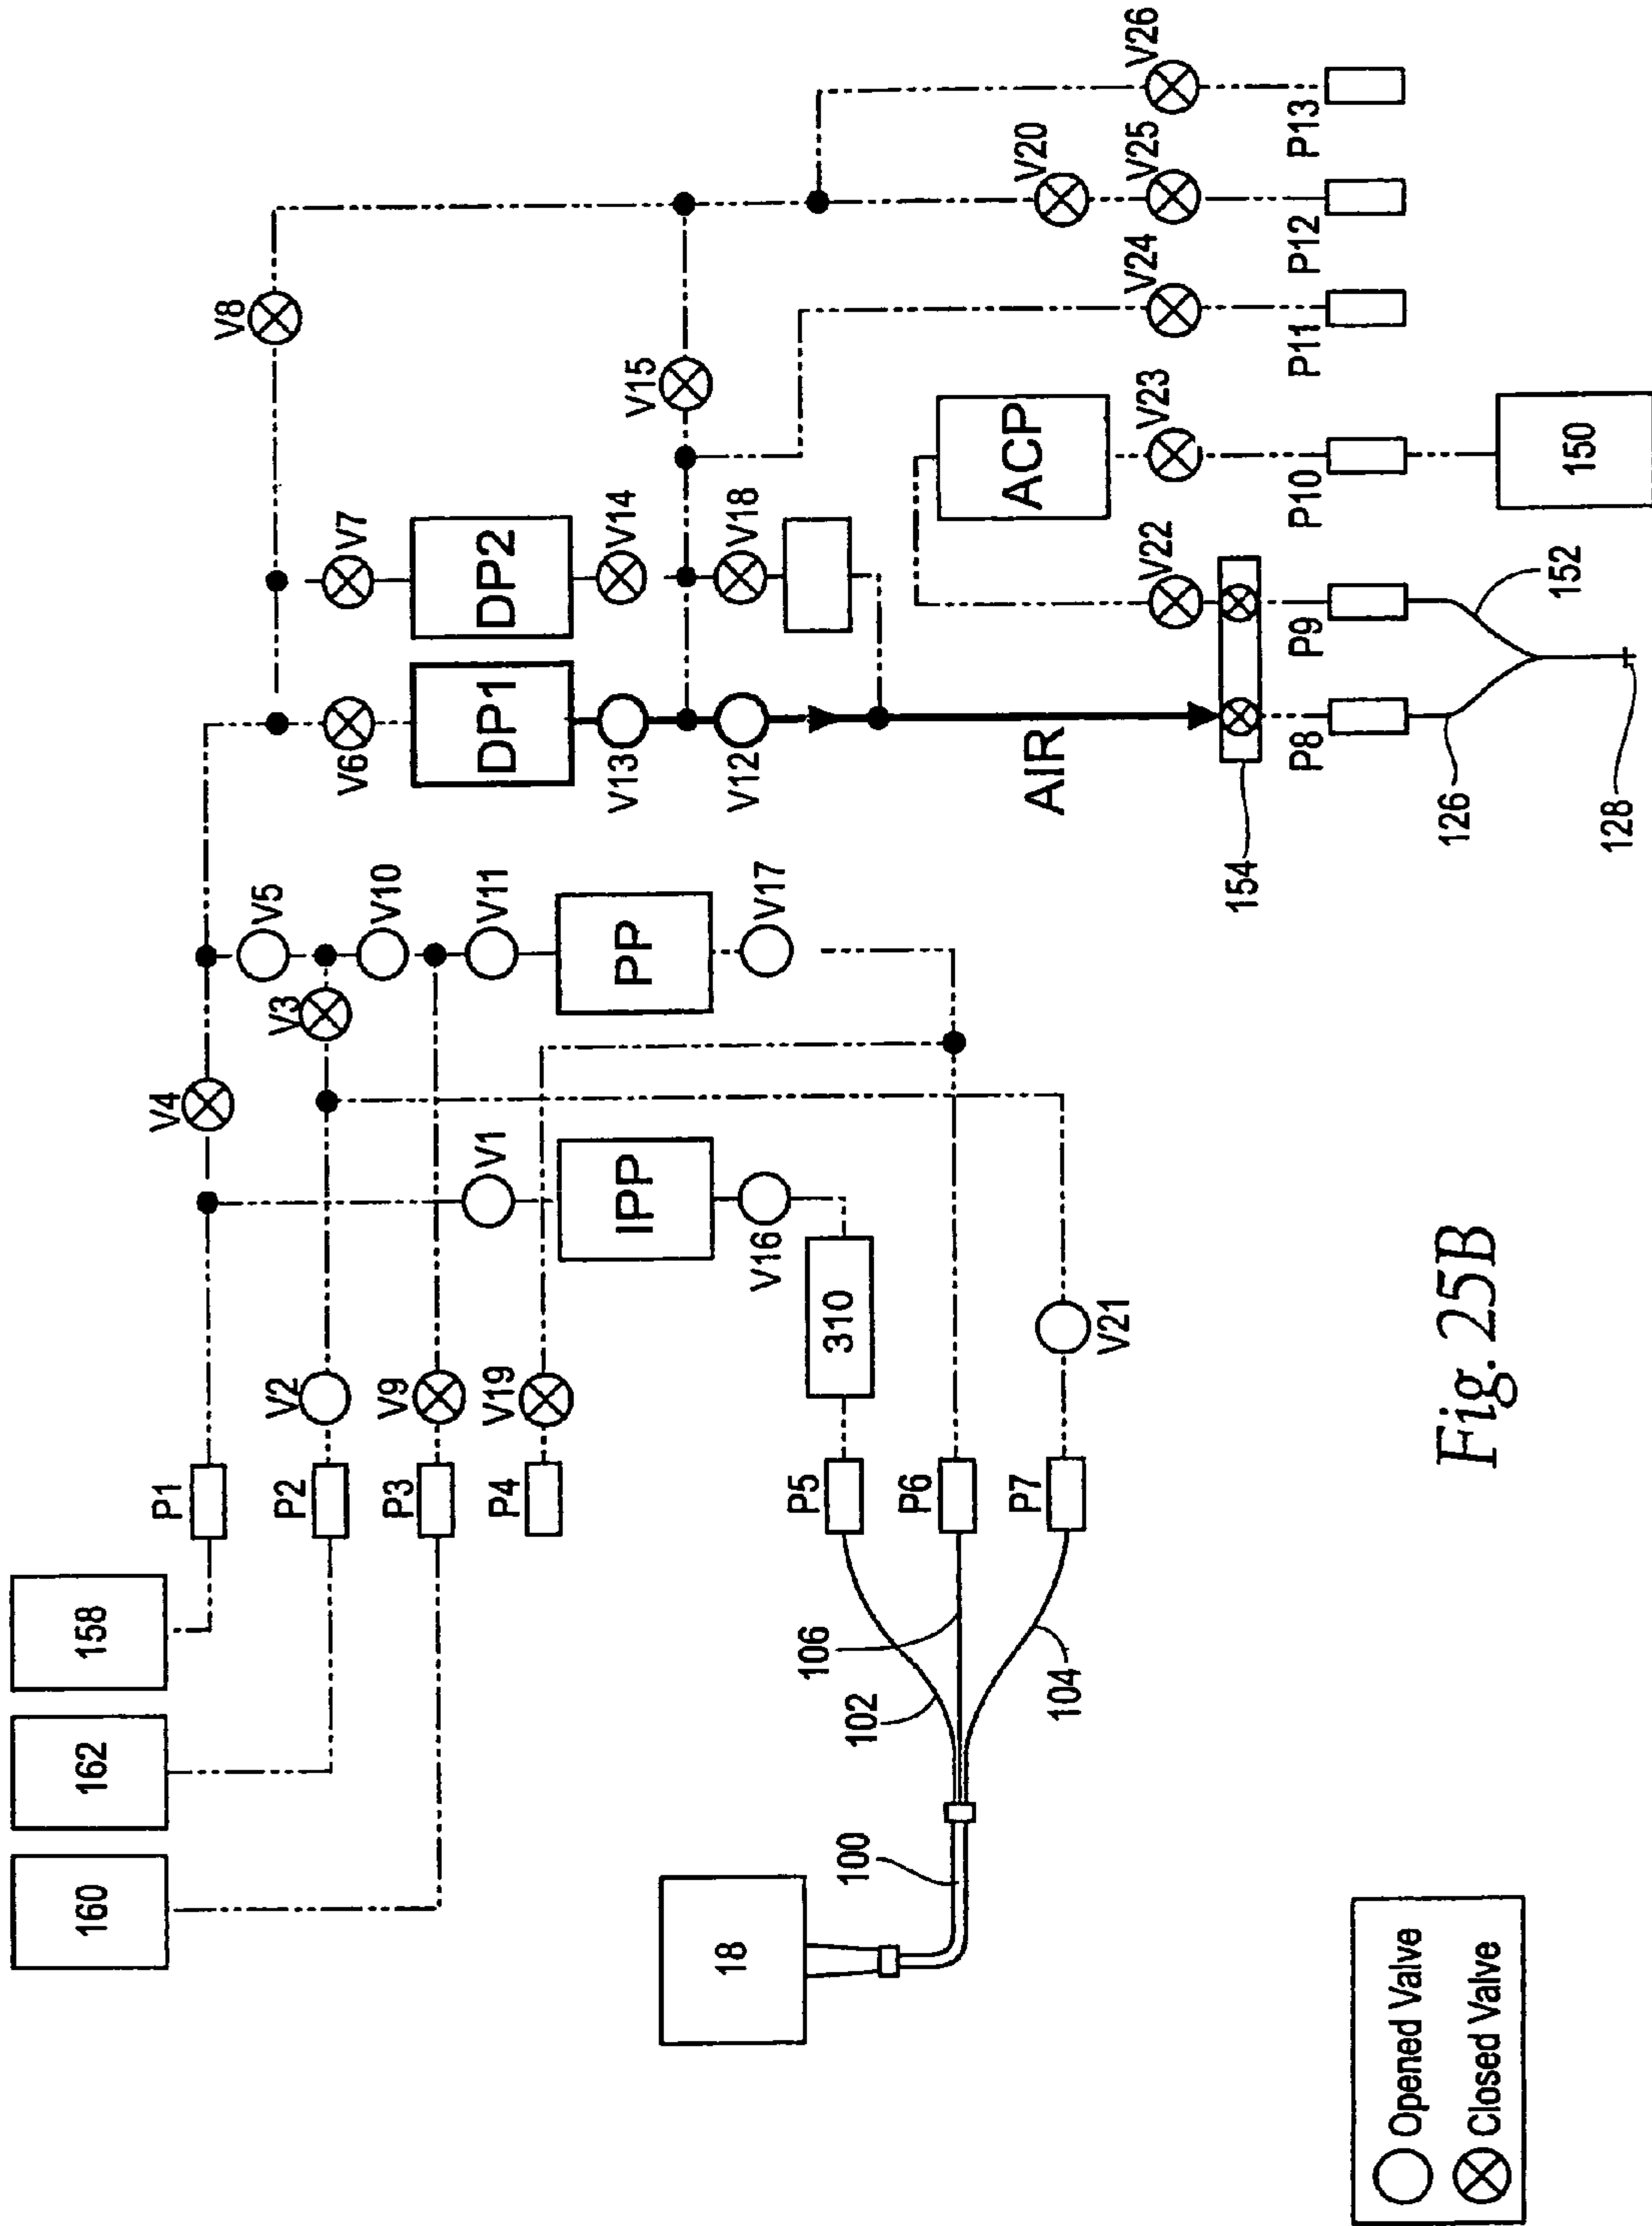 160
162
158
P1
P2
P3
P4
V2
V9
V19
V4
V3
V5
V10
V11
V1
IPP
V16
310
PP
V17
V6
V7
V8
DP1
DP2
V13
V14
V15
V12
V18
AIR
ACP
V20
V22
V23
V24
V25
V26
18
100
102
106
104
P5
P6
P7
V21
154
P8
P9
P10
P11
P12
P13
126
152
128
150
Opened Valve
Closed Valve
Fig. 25B